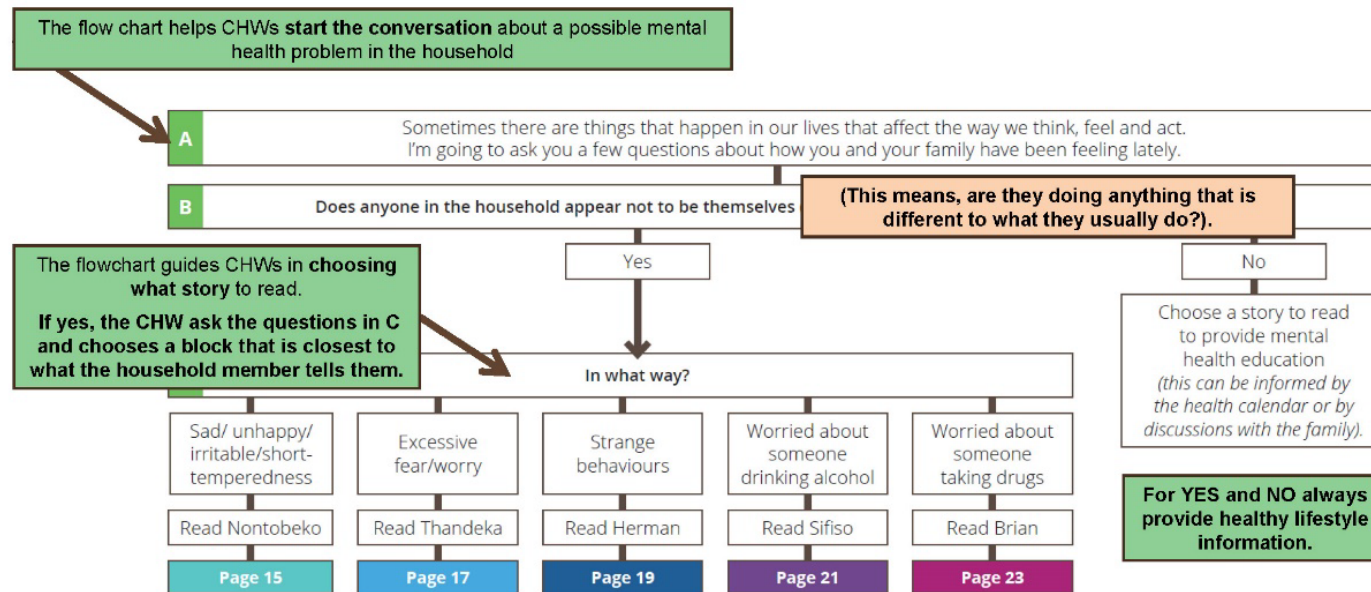 The flow chart helps CHWs start the conversation about a possible mental
health problem in the household
A
Sometimes there are things that happen in our lives that affect the way we think, feel and act.
I'm going to ask you a few questions about how you and your family have been feeling lately.
B
Does anyone in the household appear not to be themselves
(This means, are they doing anything that is
different to what they usually do?).
Yes
No
The flowchart guides CHWs in choosing
what story to read.
If yes, the CHW ask the questions in C
and chooses a block that is closest to
what the household member tells them.
Choose a story to read
to provide mental
health education
(this can be informed by
the health calendar or by
discussions with the family).
In what way?
Sad/ unhappy/
irritable/short-
temperedness
Excessive
fear/worry
Strange
behaviours
Worried about
someone
drinking alcohol
Worried about
someone
taking drugs
Read Nontobeko
Read Thandeka
Read Herman
Read Sifiso
Read Brian
Page 15
Page 17
Page 19
Page 21
Page 23
For YES and NO always
provide healthy lifestyle
information.